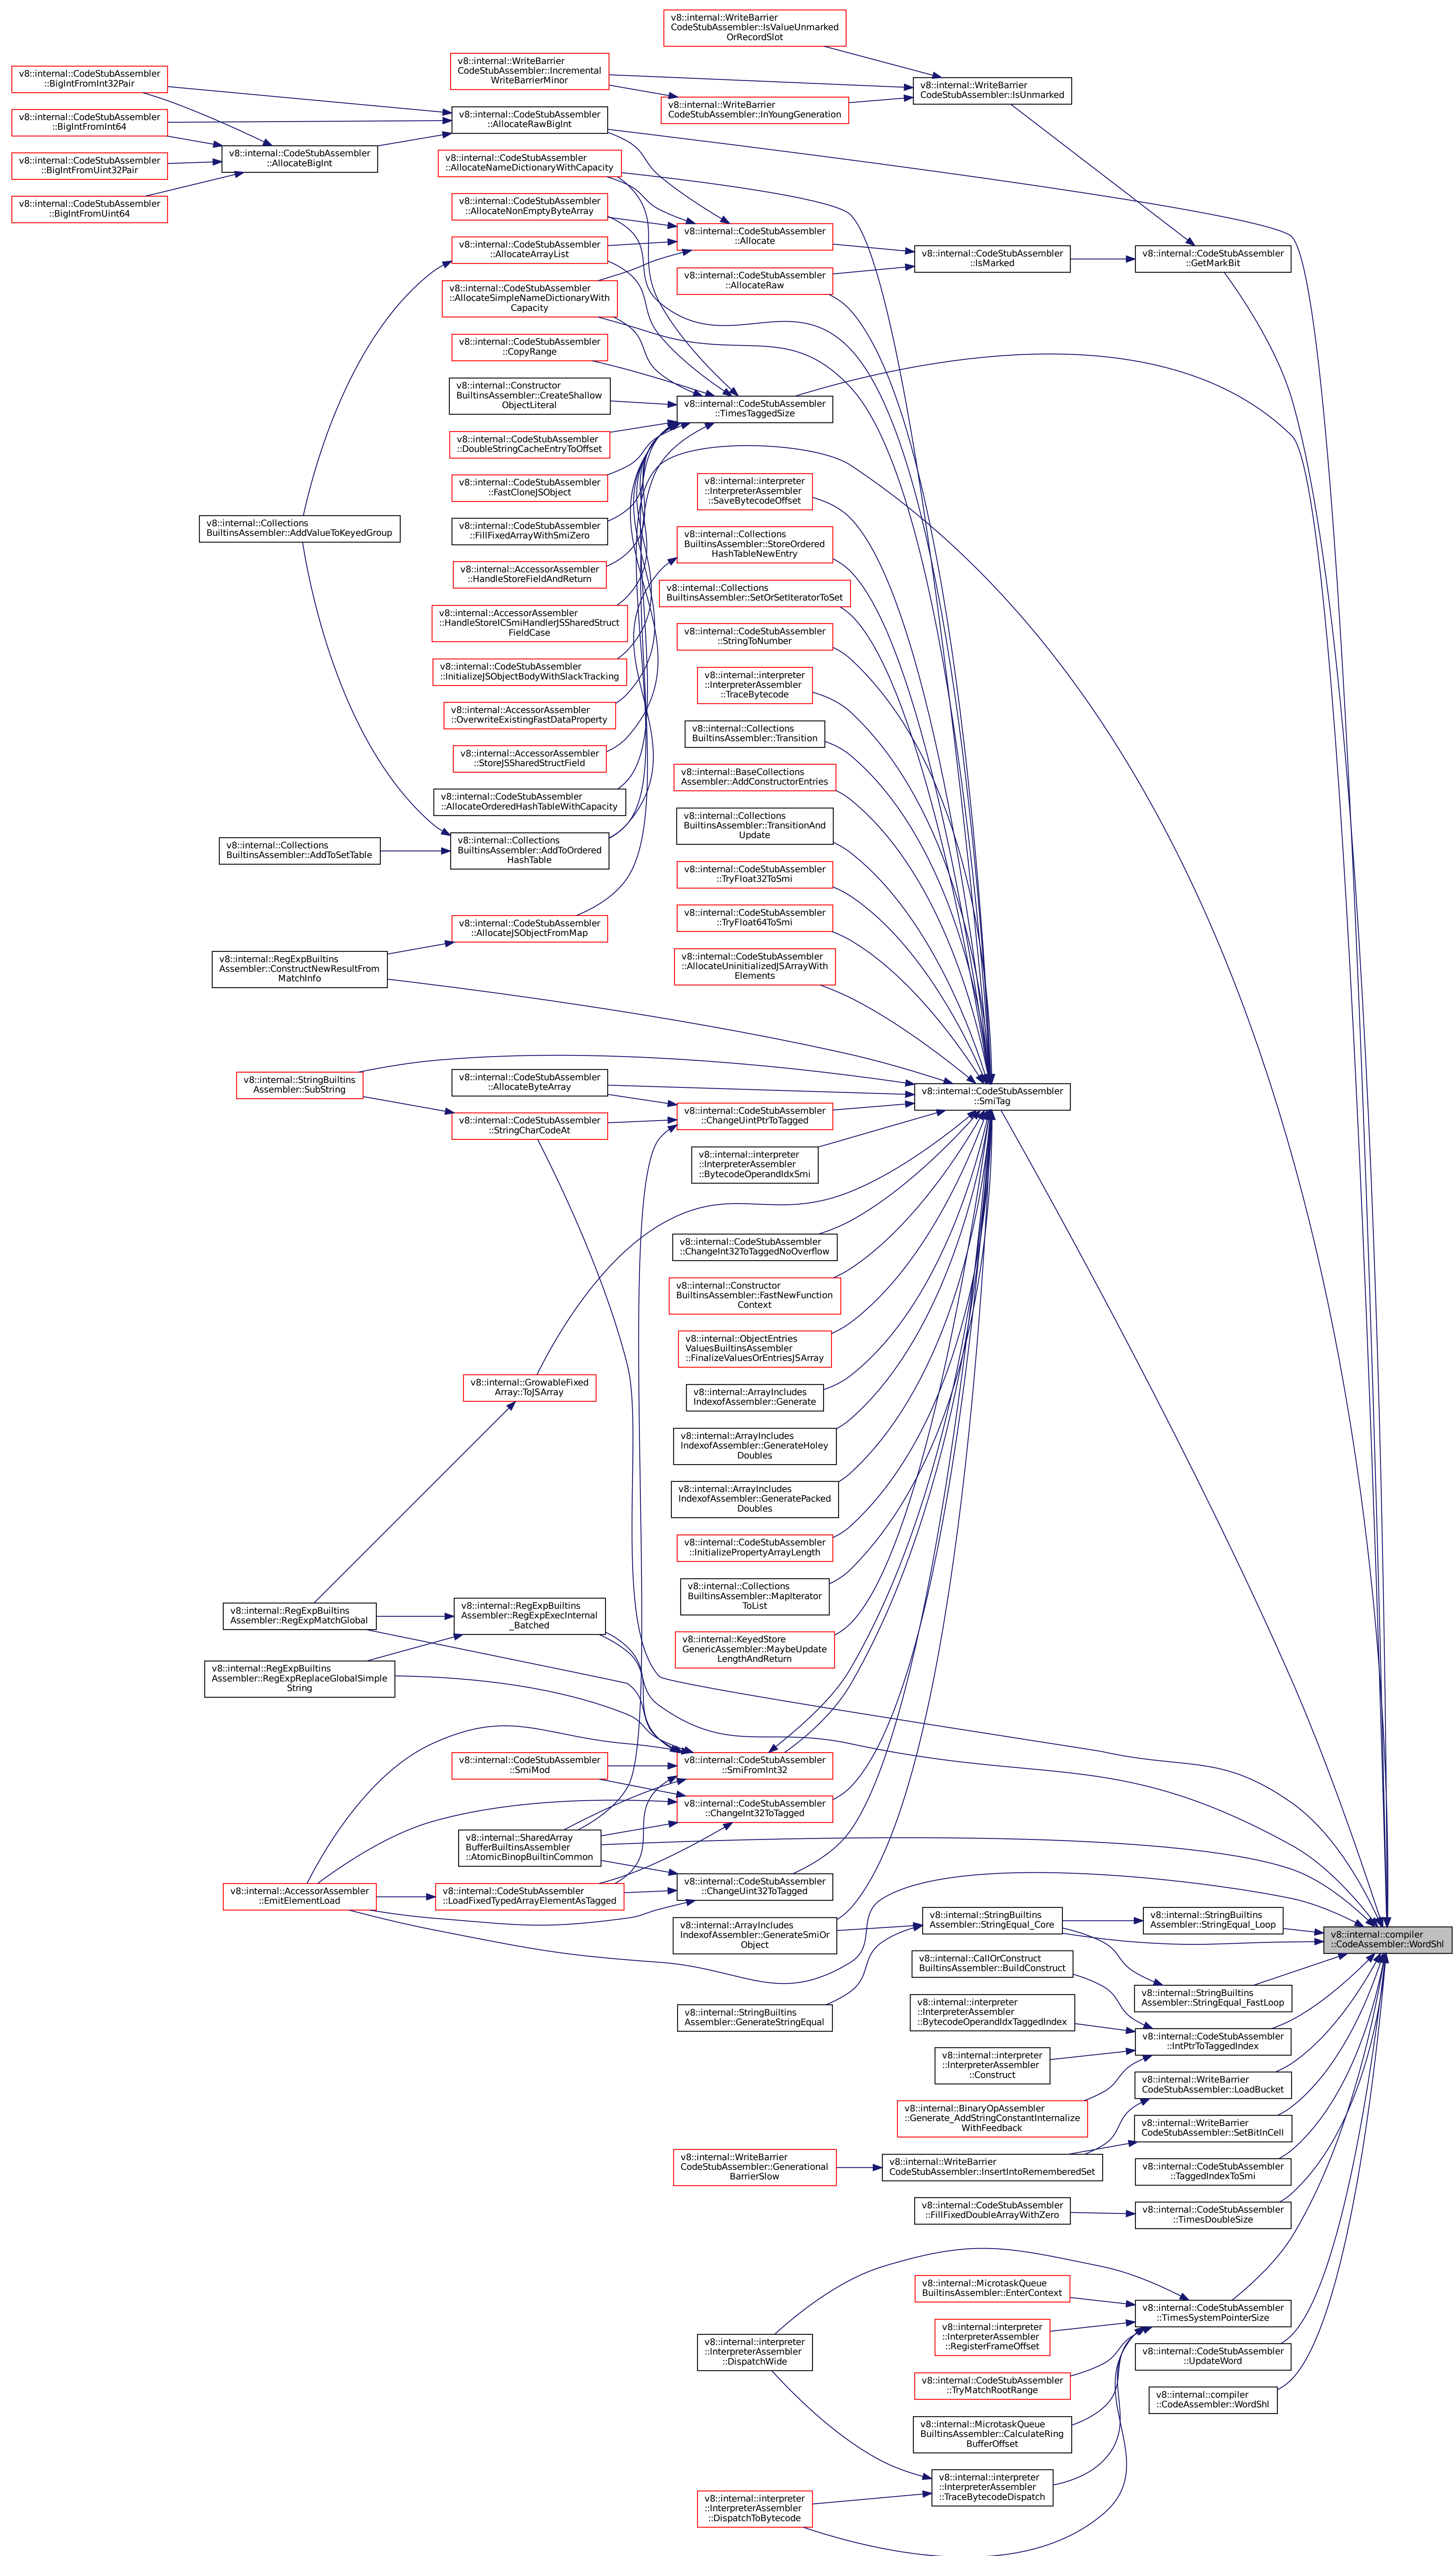 v8::internal::WriteBarrier
CodeStubAssembler::IsValueUnmarked
OrRecordSlot
v8::internal::WriteBarrier
CodeStubAssembler::Incremental
WriteBarrierMinor
v8::internal::CodeStubAssembler
::BigIntFromInt32Pair
v8::internal::WriteBarrier
CodeStubAssembler::IsUnmarked
v8::internal::WriteBarrier
CodeStubAssembler::InYoungGeneration
v8::internal::CodeStubAssembler
::AllocateRawBigInt
v8::internal::CodeStubAssembler
::BigIntFromInt64
v8::internal::CodeStubAssembler
::AllocateBigInt
v8::internal::CodeStubAssembler
::BigIntFromUint32Pair
v8::internal::CodeStubAssembler
::AllocateNameDictionaryWithCapacity
v8::internal::CodeStubAssembler
::BigIntFromUint64
v8::internal::CodeStubAssembler
::AllocateNonEmptyByteArray
v8::internal::CodeStubAssembler
::Allocate
v8::internal::CodeStubAssembler
::AllocateArrayList
v8::internal::CodeStubAssembler
::IsMarked
v8::internal::CodeStubAssembler
::GetMarkBit
v8::internal::CodeStubAssembler
::AllocateRaw
v8::internal::CodeStubAssembler
::AllocateSimpleNameDictionaryWith
Capacity
v8::internal::CodeStubAssembler
::CopyRange
v8::internal::Constructor
BuiltinsAssembler::CreateShallow
ObjectLiteral
v8::internal::CodeStubAssembler
::TimesTaggedSize
v8::internal::CodeStubAssembler
::DoubleStringCacheEntryToOffset
v8::internal::CodeStubAssembler
::FastCloneJSObject
v8::internal::interpreter
::InterpreterAssembler
::SaveBytecodeOffset
v8::internal::Collections
BuiltinsAssembler::AddValueToKeyedGroup
v8::internal::CodeStubAssembler
::FillFixedArrayWithSmiZero
v8::internal::Collections
BuiltinsAssembler::StoreOrdered
HashTableNewEntry
v8::internal::AccessorAssembler
::HandleStoreFieldAndReturn
v8::internal::Collections
BuiltinsAssembler::SetOrSetIteratorToSet
v8::internal::AccessorAssembler
::HandleStoreICSmiHandlerJSSharedStruct
FieldCase
v8::internal::CodeStubAssembler
::StringToNumber
v8::internal::CodeStubAssembler
::InitializeJSObjectBodyWithSlackTracking
v8::internal::interpreter
::InterpreterAssembler
::TraceBytecode
v8::internal::AccessorAssembler
::OverwriteExistingFastDataProperty
v8::internal::Collections
BuiltinsAssembler::Transition
v8::internal::AccessorAssembler
::StoreJSSharedStructField
v8::internal::BaseCollections
Assembler::AddConstructorEntries
v8::internal::CodeStubAssembler
::AllocateOrderedHashTableWithCapacity
v8::internal::Collections
BuiltinsAssembler::TransitionAnd
Update
v8::internal::Collections
BuiltinsAssembler::AddToSetTable
v8::internal::Collections
BuiltinsAssembler::AddToOrdered
HashTable
v8::internal::CodeStubAssembler
::TryFloat32ToSmi
v8::internal::CodeStubAssembler
::AllocateJSObjectFromMap
v8::internal::CodeStubAssembler
::TryFloat64ToSmi
v8::internal::RegExpBuiltins
Assembler::ConstructNewResultFrom
MatchInfo
v8::internal::CodeStubAssembler
::AllocateUninitializedJSArrayWith
Elements
v8::internal::StringBuiltins
Assembler::SubString
v8::internal::CodeStubAssembler
::AllocateByteArray
v8::internal::CodeStubAssembler
::SmiTag
v8::internal::CodeStubAssembler
::StringCharCodeAt
v8::internal::CodeStubAssembler
::ChangeUintPtrToTagged
v8::internal::interpreter
::InterpreterAssembler
::BytecodeOperandIdxSmi
v8::internal::CodeStubAssembler
::ChangeInt32ToTaggedNoOverflow
v8::internal::Constructor
BuiltinsAssembler::FastNewFunction
Context
v8::internal::ObjectEntries
ValuesBuiltinsAssembler
::FinalizeValuesOrEntriesJSArray
v8::internal::GrowableFixed
Array::ToJSArray
v8::internal::ArrayIncludes
IndexofAssembler::Generate
v8::internal::ArrayIncludes
IndexofAssembler::GenerateHoley
Doubles
v8::internal::ArrayIncludes
IndexofAssembler::GeneratePacked
Doubles
v8::internal::CodeStubAssembler
::InitializePropertyArrayLength
v8::internal::Collections
BuiltinsAssembler::MapIterator
ToList
v8::internal::RegExpBuiltins
Assembler::RegExpMatchGlobal
v8::internal::RegExpBuiltins
Assembler::RegExpExecInternal
_Batched
v8::internal::KeyedStore
GenericAssembler::MaybeUpdate
LengthAndReturn
v8::internal::RegExpBuiltins
Assembler::RegExpReplaceGlobalSimple
String
v8::internal::CodeStubAssembler
::SmiMod
v8::internal::CodeStubAssembler
::SmiFromInt32
v8::internal::CodeStubAssembler
::ChangeInt32ToTagged
v8::internal::SharedArray
BufferBuiltinsAssembler
::AtomicBinopBuiltinCommon
v8::internal::AccessorAssembler
::EmitElementLoad
v8::internal::CodeStubAssembler
::LoadFixedTypedArrayElementAsTagged
v8::internal::CodeStubAssembler
::ChangeUint32ToTagged
v8::internal::ArrayIncludes
IndexofAssembler::GenerateSmiOr
Object
v8::internal::StringBuiltins
Assembler::StringEqual_Core
v8::internal::StringBuiltins
Assembler::StringEqual_Loop
v8::internal::compiler
::CodeAssembler::WordShl
v8::internal::CallOrConstruct
BuiltinsAssembler::BuildConstruct
v8::internal::StringBuiltins
Assembler::StringEqual_FastLoop
v8::internal::StringBuiltins
Assembler::GenerateStringEqual
v8::internal::interpreter
::InterpreterAssembler
::BytecodeOperandIdxTaggedIndex
v8::internal::CodeStubAssembler
::IntPtrToTaggedIndex
v8::internal::interpreter
::InterpreterAssembler
::Construct
v8::internal::WriteBarrier
CodeStubAssembler::LoadBucket
v8::internal::BinaryOpAssembler
::Generate_AddStringConstantInternalize
WithFeedback
v8::internal::WriteBarrier
CodeStubAssembler::SetBitInCell
v8::internal::WriteBarrier
CodeStubAssembler::Generational
BarrierSlow
v8::internal::WriteBarrier
CodeStubAssembler::InsertIntoRememberedSet
v8::internal::CodeStubAssembler
::TaggedIndexToSmi
v8::internal::CodeStubAssembler
::FillFixedDoubleArrayWithZero
v8::internal::CodeStubAssembler
::TimesDoubleSize
v8::internal::MicrotaskQueue
BuiltinsAssembler::EnterContext
v8::internal::CodeStubAssembler
::TimesSystemPointerSize
v8::internal::interpreter
::InterpreterAssembler
::RegisterFrameOffset
v8::internal::interpreter
::InterpreterAssembler
::DispatchWide
v8::internal::CodeStubAssembler
::UpdateWord
v8::internal::CodeStubAssembler
::TryMatchRootRange
v8::internal::compiler
::CodeAssembler::WordShl
v8::internal::MicrotaskQueue
BuiltinsAssembler::CalculateRing
BufferOffset
v8::internal::interpreter
::InterpreterAssembler
::TraceBytecodeDispatch
v8::internal::interpreter
::InterpreterAssembler
::DispatchToBytecode